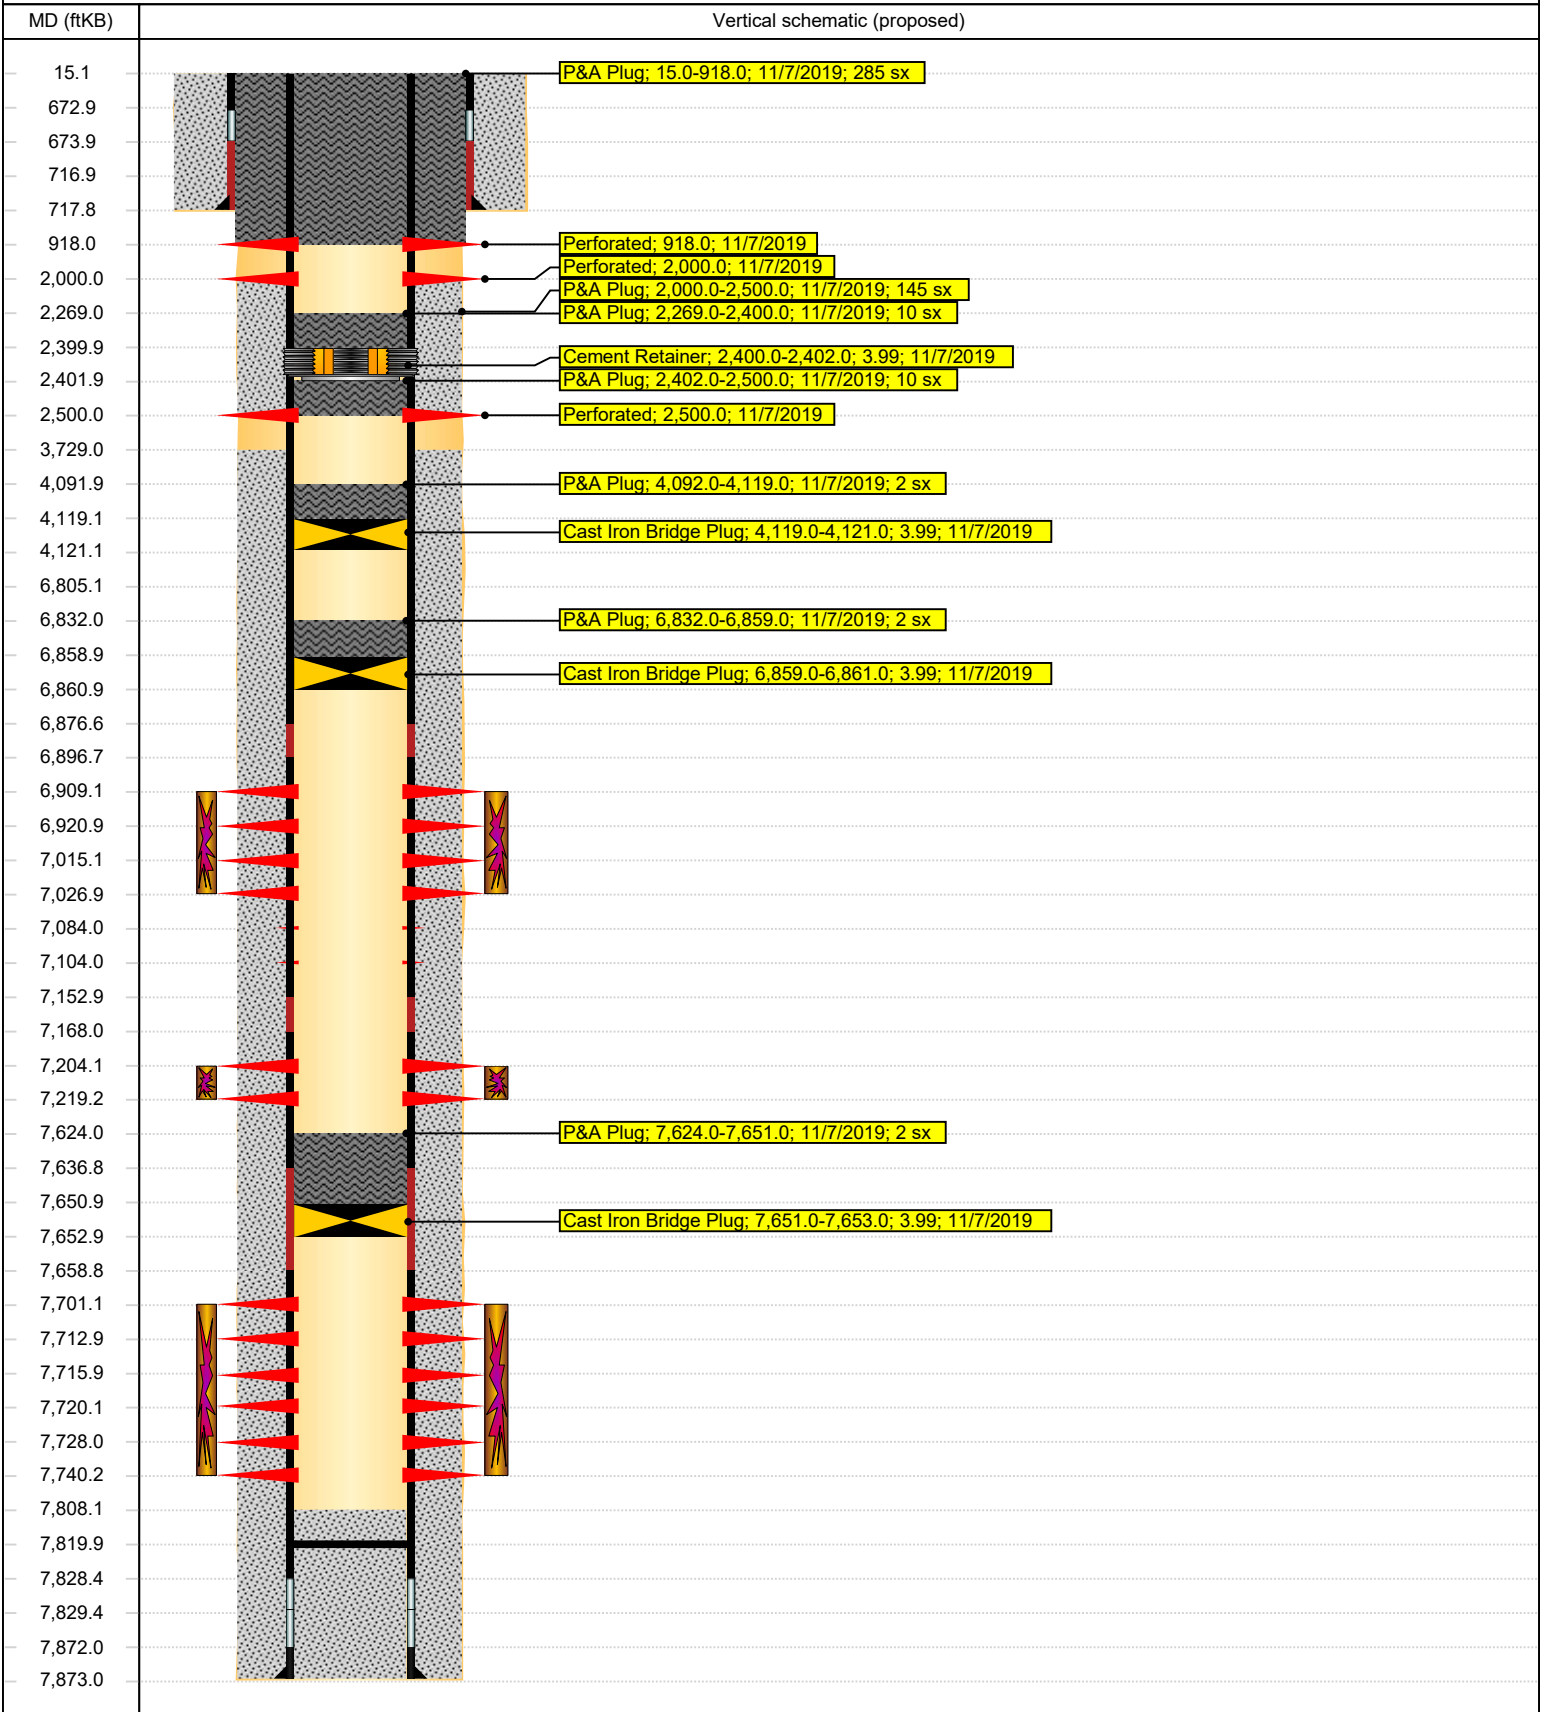 MD (ftKB) Vertical schematic (proposed)
15.1 P&A Plug; 15.0-918.0; 11/7/2019; 285 sx
672.9
673.9
716.9
717.8
918.0 Perforated; 918.0; 11/7/2019
Perforated; 2,000.0; 11/7/2019
2,000.0
P&A Plug; 2,000.0-2,500.0; 11/7/2019; 145 sx
2,269.0 P&A Plug; 2,269.0-2,400.0; 11/7/2019; 10 sx
2,399.9
Cement Retainer; 2,400.0-2,402.0; 3.99; 11/7/2019
2,401.9 P&A Plug; 2,402.0-2,500.0; 11/7/2019; 10 sx
2,500.0 Perforated; 2,500.0; 11/7/2019
3,729.0
4,091.9 P&A Plug; 4,092.0-4,119.0; 11/7/2019; 2 sx
4,119.1
Cast Iron Bridge Plug; 4,119.0-4,121.0; 3.99; 11/7/2019
4,121.1
6,805.1
6,832.0 P&A Plug; 6,832.0-6,859.0; 11/7/2019; 2 sx
6,858.9
Cast Iron Bridge Plug; 6,859.0-6,861.0; 3.99; 11/7/2019
6,860.9
6,876.6
6,896.7
6,909.1
6,920.9
7,015.1
7,026.9
7,084.0
7,104.0
7,152.9
7,168.0
7,204.1
7,219.2
7,624.0 P&A Plug; 7,624.0-7,651.0; 11/7/2019; 2 sx
7,636.8
7,650.9
Cast Iron Bridge Plug; 7,651.0-7,653.0; 3.99; 11/7/2019
7,652.9
7,658.8
7,701.1
7,712.9
7,715.9
7,720.1
7,728.0
7,740.2
7,808.1
7,819.9
7,828.4
7,829.4
7,872.0
7,873.0